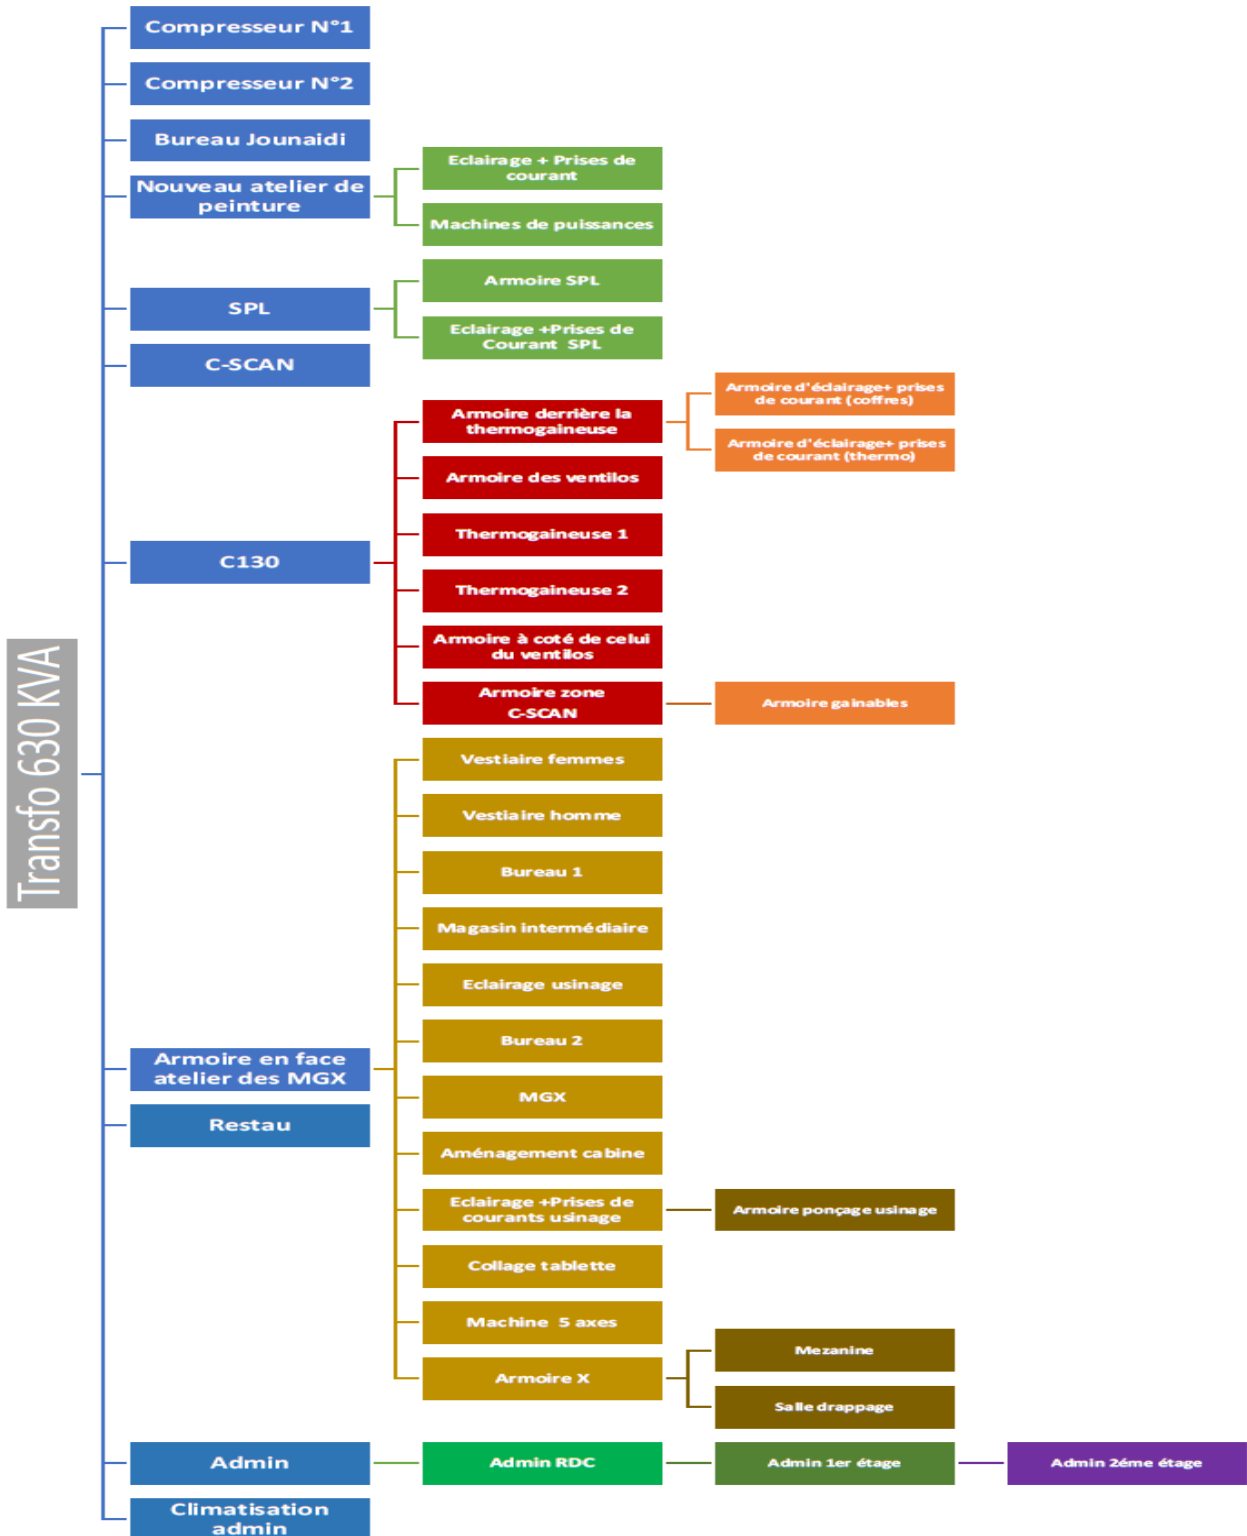 Transfo 630 KVA
Compresseur N°1
Compresseur N°2
Bureau Jounaidi
Nouveau atelier de
peinture
Eclairage + Prises de
courant
Machines de puissances
SPL
Armoire SPL
Eclairage +Prises de
Courant SPL
C-SCAN
C130
Armoire derrière la
thermogaineuse
Armoire d'éclairage+ prises
de courant (coffres)
Armoire d'éclairage+ prises
de courant (thermo)
Armoire des ventilos
Thermogaineuse 1
Thermogaineuse 2
Armoire à coté de celui
du ventilos
Armoire zone
C-SCAN
Armoire gainables
Armoire en face
atelier des MGX
Vestiaire femmes
Vestiaire homme
Bureau 1
Magasin intermédiaire
Eclairage usinage
Bureau 2
MGX
Aménagement cabine
Eclairage +Prises de
courants usinage
Armoire ponçage usinage
Collage tablette
Machine 5 axes
Armoire X
Mezanine
Salle drappage
Restau
Admin
Admin RDC
Admin 1er étage
Admin 2éme étage
Climatisation
admin